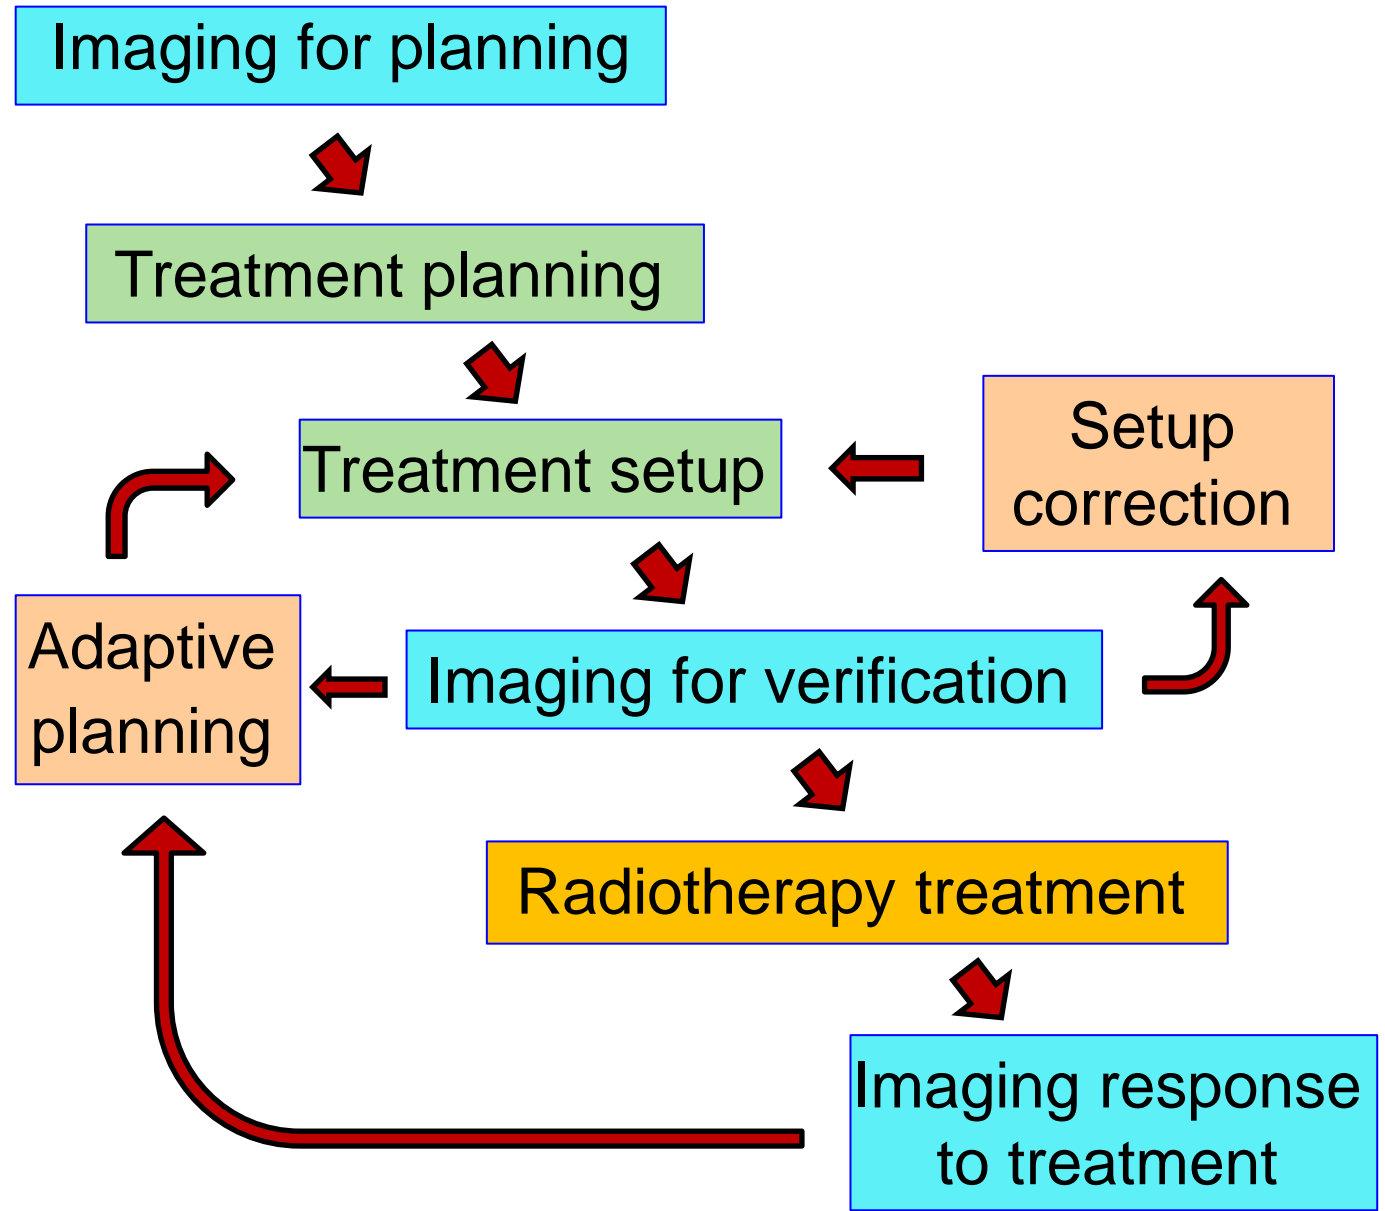 Imaging for planning
Treatment planning
Treatment setup
Setup
correction
Adaptive
planning
Imaging for verification
Radiotherapy treatment
Imaging response
to treatment